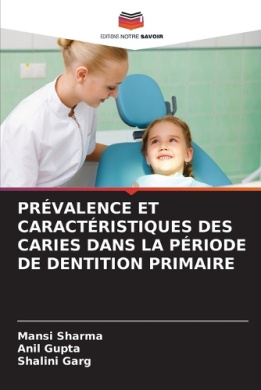 EDITIONS NOTRE SAVOIR
PRÉVALENCE ET
CARACTÉRISTIQUES DES
CARIES DANS LA PÉRIODE
DE DENTITION PRIMAIRE
Mansi Sharma
Anil Gupta
Shalini Garg